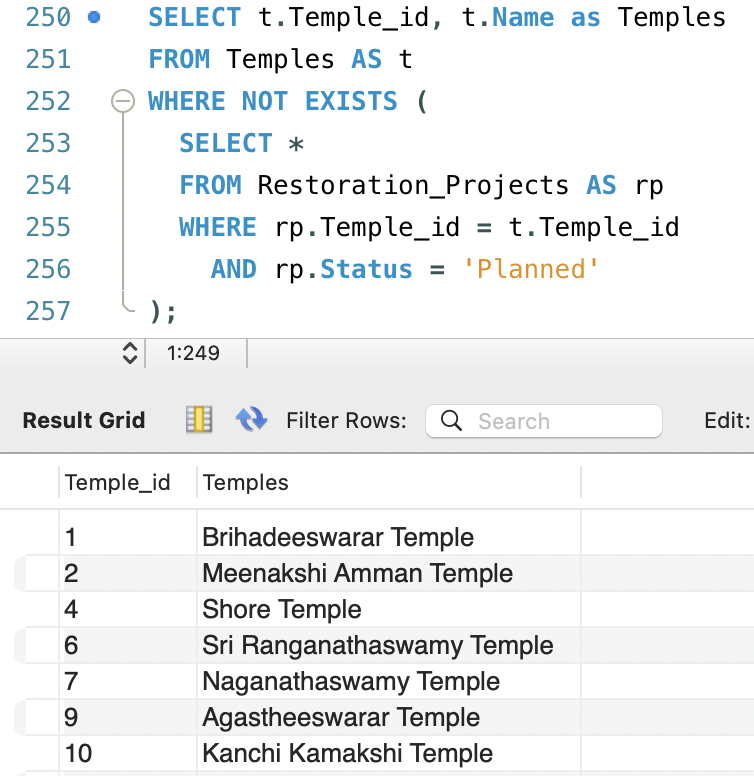 250 SELECT t.Temple_id, t.Name as Temples
251 FROM Temples AS t
252 WHERE NOT EXISTS (
253 SELECT *
254 FROM Restoration_Projects AS rp
255 WHERE rp.Temple_id = t.Temple_id
256 AND rp.Status = 'Planned'
257 );
1:249
Result Grid Filter Rows: Search Edit:
Temple_id Temples
1 Brihadeeswarar Temple
2 Meenakshi Amman Temple
4 Shore Temple
6 Sri Ranganathaswamy Temple
7 Naganathaswamy Temple
9 Agastheeswarar Temple
10 Kanchi Kamakshi Temple